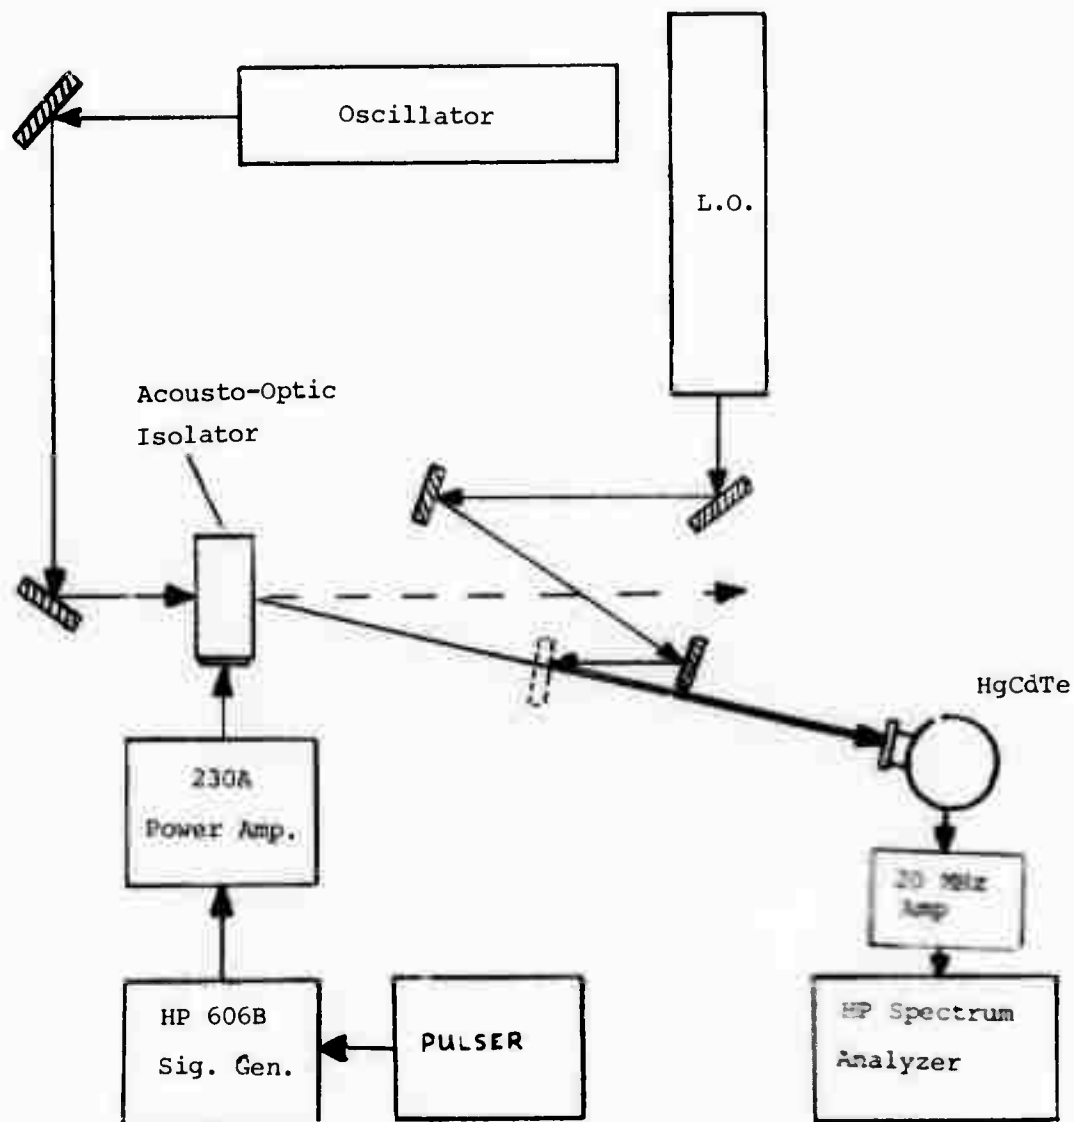 Oscillator
L.O.
Acousto-Optic
Isolator
HgCdTe
230A
Power Amp.
20 MHz
Amp
HP 606B
Sig. Gen.
PULSER
HP Spectrum
Analyzer